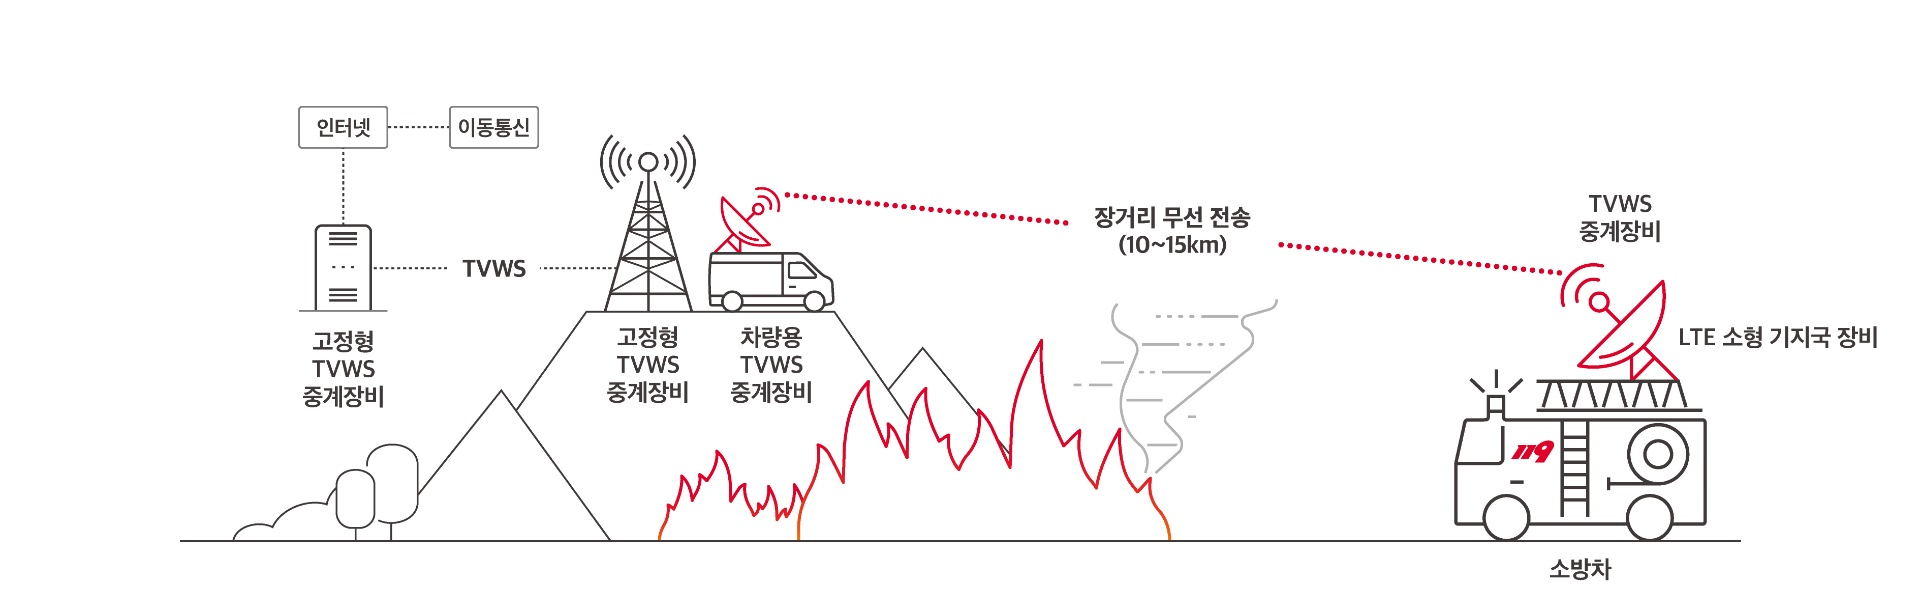 인터넷
이동통신
TVWS
고정형
TVWS
중계장비
고정형
TVWS
중계장비
차량용
TVWS
중계장비
장거리 무선 전송
(10~15km)
TVWS
중계장비
LTE 소형 기지국 장비
119
소방차